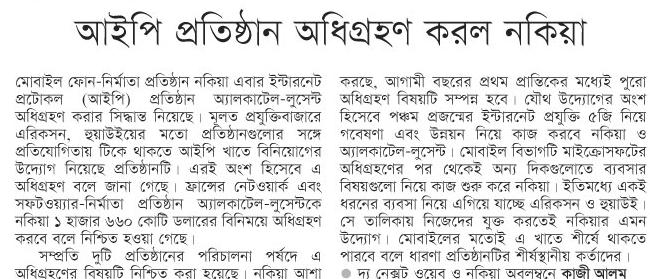 আইপি প্রতিষ্ঠান অধিগ্রহণ করল নকিয়া
মোবাইল ফোন-নির্মাতা প্রতিষ্ঠান নকিয়া এবার ইন্টারনেট
প্রটোকল (আইপি) প্রতিষ্ঠান অ্যালকাটেল-লুসেন্ট
অধিগ্রহণ করার সিদ্ধান্ত নিয়েছে। মূলত প্রযুক্তিবাজারে
এরিকসন, হুয়াউইয়ের মতো প্রতিষ্ঠানগুলোর সঙ্গে
প্রতিযোগিতায় টিকে থাকতে আইপি খাতে বিনিয়োগের
উদ্যোগ নিয়েছে প্রতিষ্ঠানটি। এরই অংশ হিসেবে এ
অধিগ্রহণ বলে জানা গেছে। ফ্রান্সের নেটওয়ার্ক এবং
সফটওয়্যার-নির্মাতা প্রতিষ্ঠান অ্যালকাটেল-লুসেন্টকে
নকিয়া ১ হাজার ৬৬০ কোটি ডলারের বিনিময়ে অধিগ্রহণ
করবে বলে নিশ্চিত হওয়া গেছে।
সম্প্রতি দুটি প্রতিষ্ঠানের পরিচালনা পর্ষদে এ
অধিগ্রহণের বিষয়টি নিশ্চিত করা হয়েছে। নকিয়া আশা
করছে, আগামী বছরের প্রথম প্রান্তিকের মধ্যেই পুরো
অধিগ্রহণ বিষয়টি সম্পন্ন হবে। যৌথ উদ্যোগের অংশ
হিসেবে পঞ্চম প্রজন্মের ইন্টারনেট প্রযুক্তি ৫জি নিয়ে
গবেষণা এবং উন্নয়ন নিয়ে কাজ করবে নকিয়া ও
অ্যালকাটেল-লুসেন্ট। মোবাইল বিভাগটি মাইক্রোসফটের
অধিগ্রহণের পর থেকেই অন্য দিকগুলোতে ব্যবসার
বিষয়গুলো নিয়ে কাজ শুরু করে নকিয়া। ইতিমধ্যে একই
ধরনের ব্যবসা নিয়ে এগিয়ে যাচ্ছে এরিকসন ও হুয়াউই।
সে তালিকায় নিজেদের যুক্ত করতেই নকিয়ার এমন
উদ্যোগ। মোবাইলের মতোই এ খাতে শীর্ষে থাকতে
পারবে বলে ধারণা প্রতিষ্ঠানটির শীর্ষস্থানীয় কর্তাদের।
● দ্য নেক্সট ওয়েব ও নকিয়া অবলম্বনে কাজী আলম